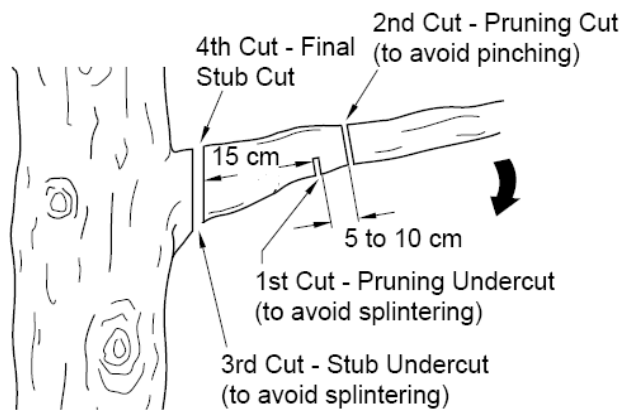 4th Cut - Final
Stub Cut
2nd Cut - Pruning Cut
(to avoid pinching)
15 cm
5 to 10 cm
1st Cut - Pruning Undercut
(to avoid splintering)
3rd Cut - Stub Undercut
(to avoid splintering)